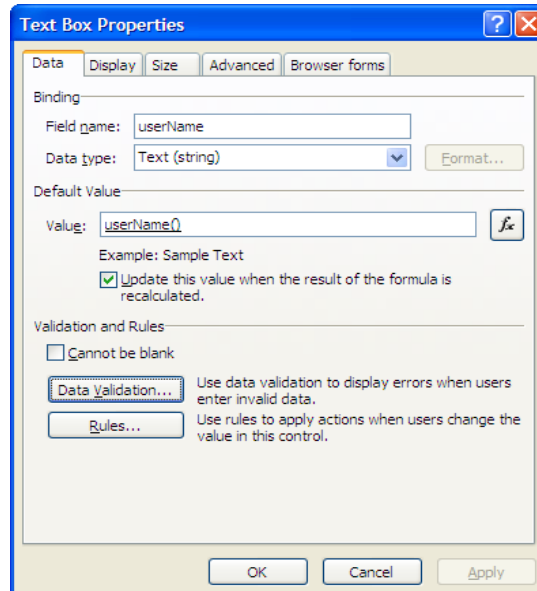 Text Box Properties
Data Display Size Advanced Browser forms
Binding
Field name: userName
Data type: Text (string) Format...
Default Value
Value: userName() fx
Example: Sample Text
Update this value when the result of the formula is
recalculated.
Validation and Rules
Cannot be blank
Data Validation... Use data validation to display errors when users
enter invalid data.
Rules... Use rules to apply actions when users change the
value in this control.
OK Cancel Apply